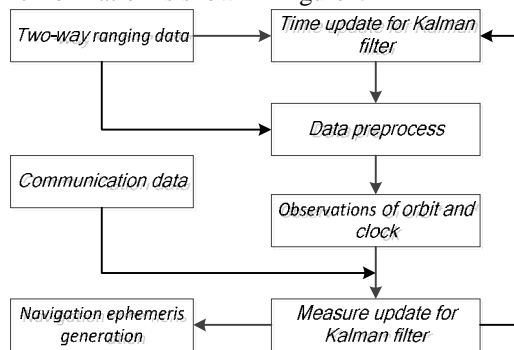 Two-way ranging data
Time update for Kalman
filter
Data preprocess
Communication data
Observations of orbit and
clock
Navigation ephemeris
generation
Measure update for
Kalman filter